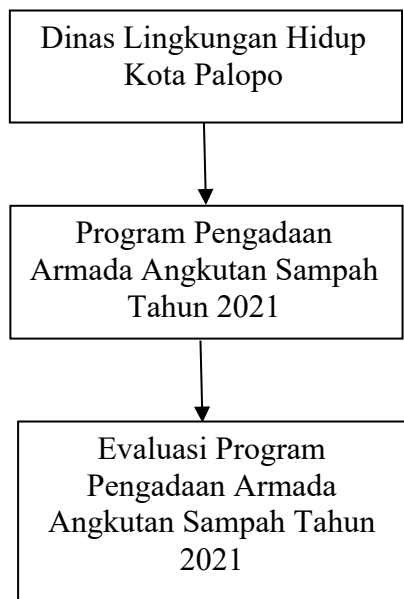 Dinas Lingkungan Hidup
Kota Palopo
Program Pengadaan
Armada Angkutan Sampah
Tahun 2021
Evaluasi Program
Pengadaan Armada
Angkutan Sampah Tahun
2021